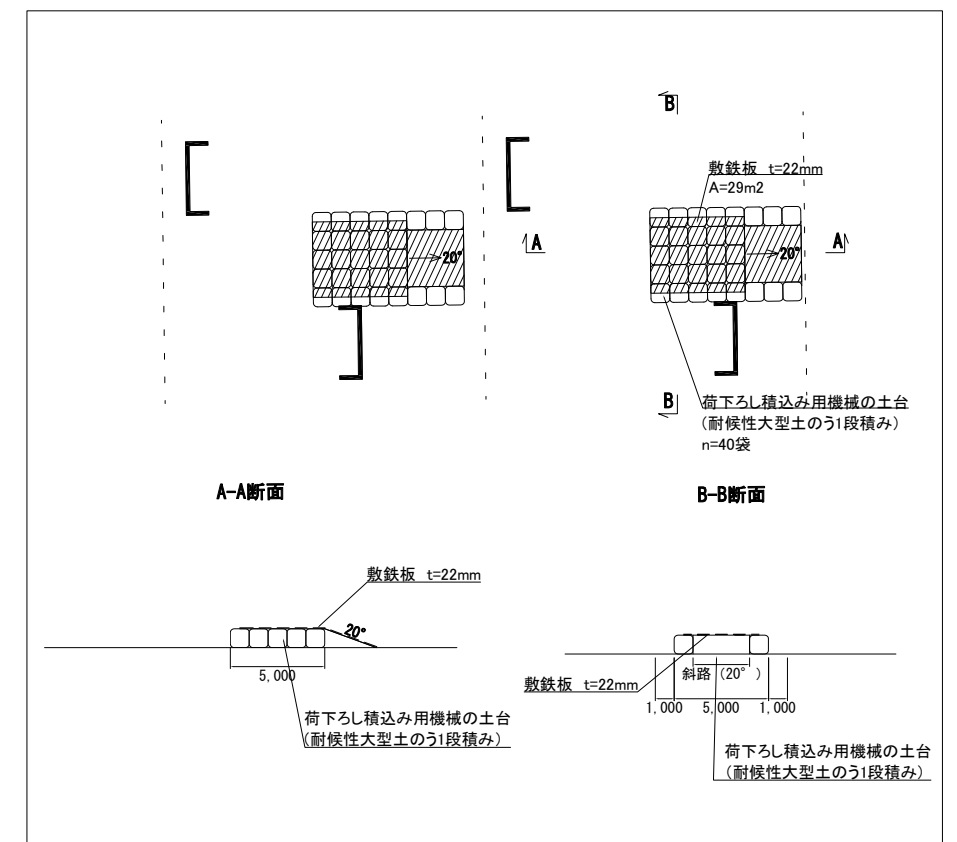 B
敷鉄板 t=22mm
A=29m2
A
A
20°
20°
B
荷下ろし積込み用機械の土台
(耐候性大型土のう1段積み)
n=40袋
A-A断面
B-B断面
敷鉄板 t=22mm
20°
5,000
荷下ろし積込み用機械の土台
(耐候性大型土のう1段積み)
斜路 (20° )
敷鉄板 t=22mm
1,000
5,000
1,000
荷下ろし積込み用機械の土台
(耐候性大型土のう1段積み)